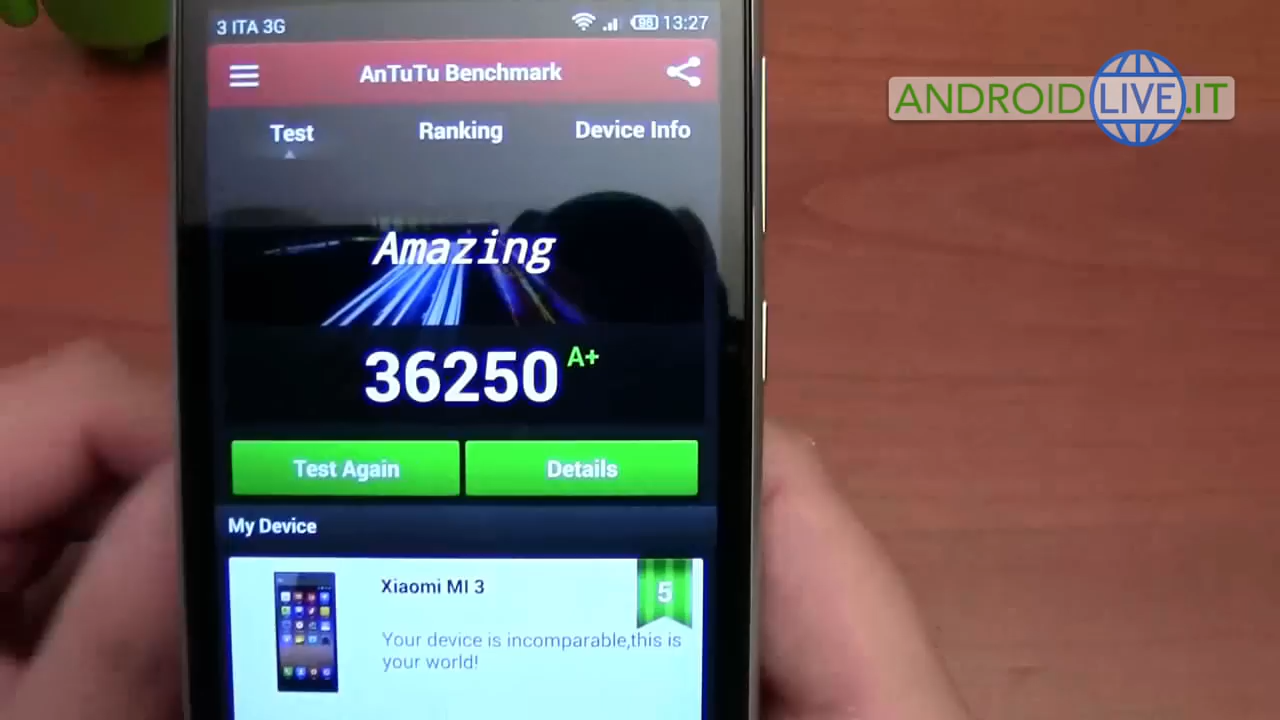 3 ITA 3G 98 13:27
AnTuTu Benchmark
ANDROIDLIVE.IT
Test Ranking Device Info
Amazing
36250 A+
Test Again Details
My Device
Xiaomi MI 3
5
Your device is incomparable,this is
your world!